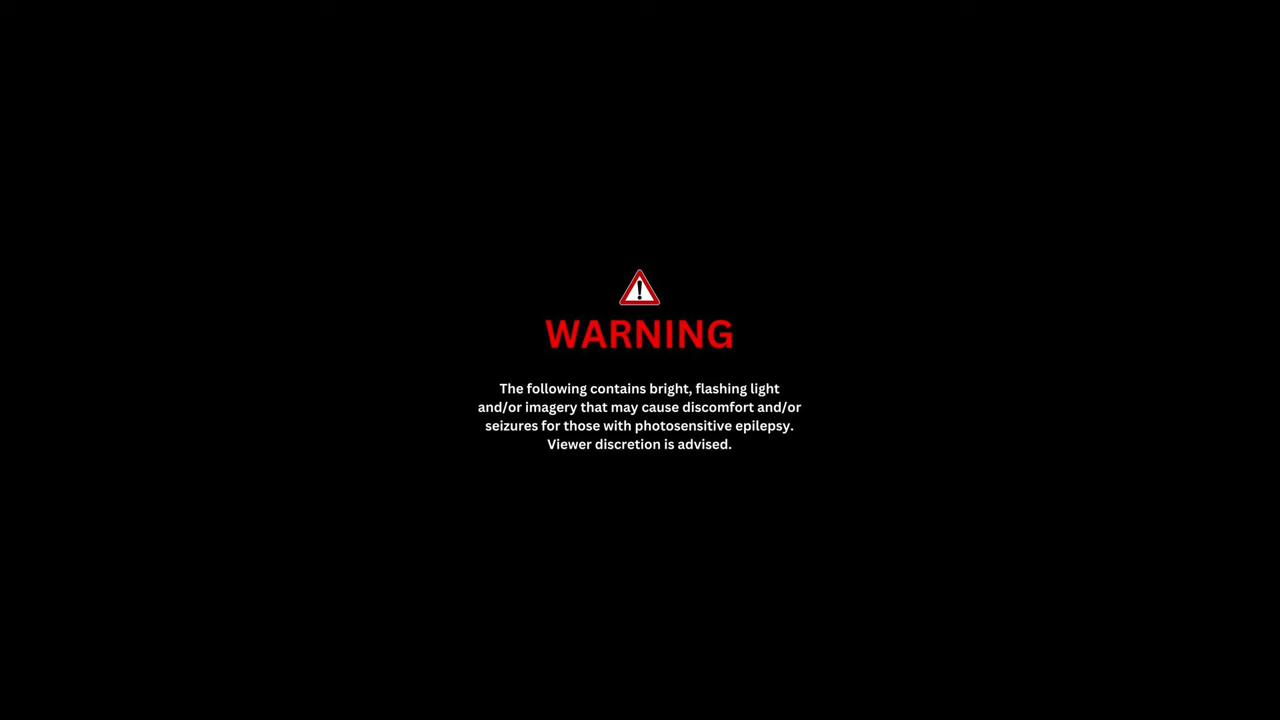 WARNING
The following contains bright, flashing light
and/or imagery that may cause discomfort and/or
seizures for those with photosensitive epilepsy.
Viewer discretion is advised.